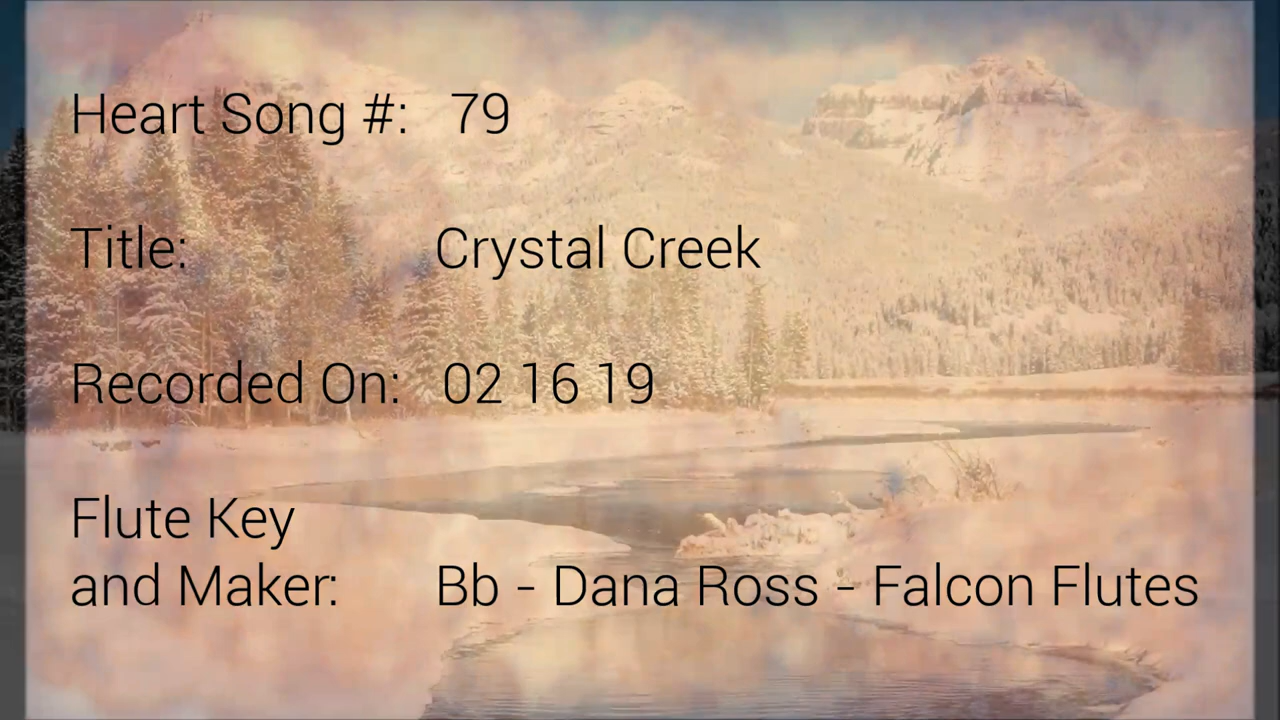 Heart Song #: 79
Title: Crystal Creek
Recorded On: 02 16 19
Flute Key
and Maker: Bb - Dana Ross - Falcon Flutes